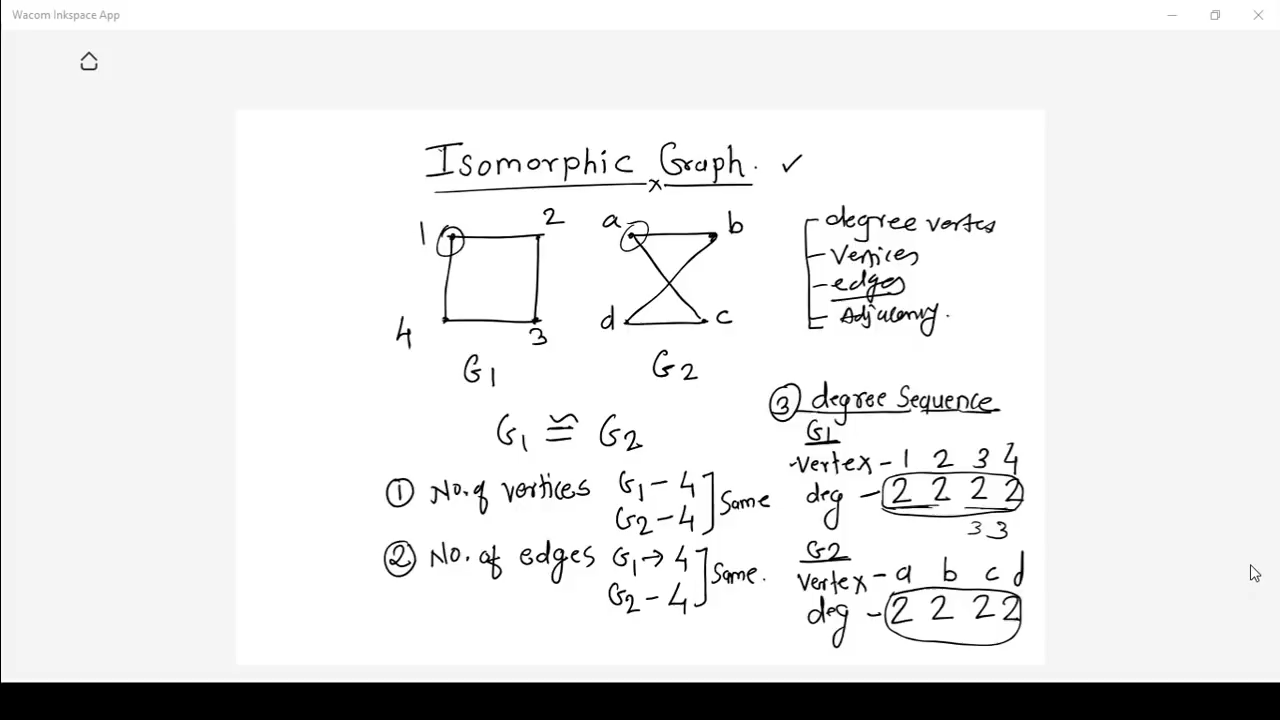 Wacom Inkspace App
Isomorphic Graph.
1 2
4 3
G1
a b
d c
G2
degree vertex
Vertices
edges
Adjacency.
G1 ≅ G2
① No. of vertices G1 - 4
G2 - 4
Same
② No. of edges G1 → 4
G2 - 4
Same.
③ degree Sequence
G1
vertex - 1 2 3 4
deg - 2 2 2 2
3 3
G2
vertex - a b c d
deg - 2 2 2 2